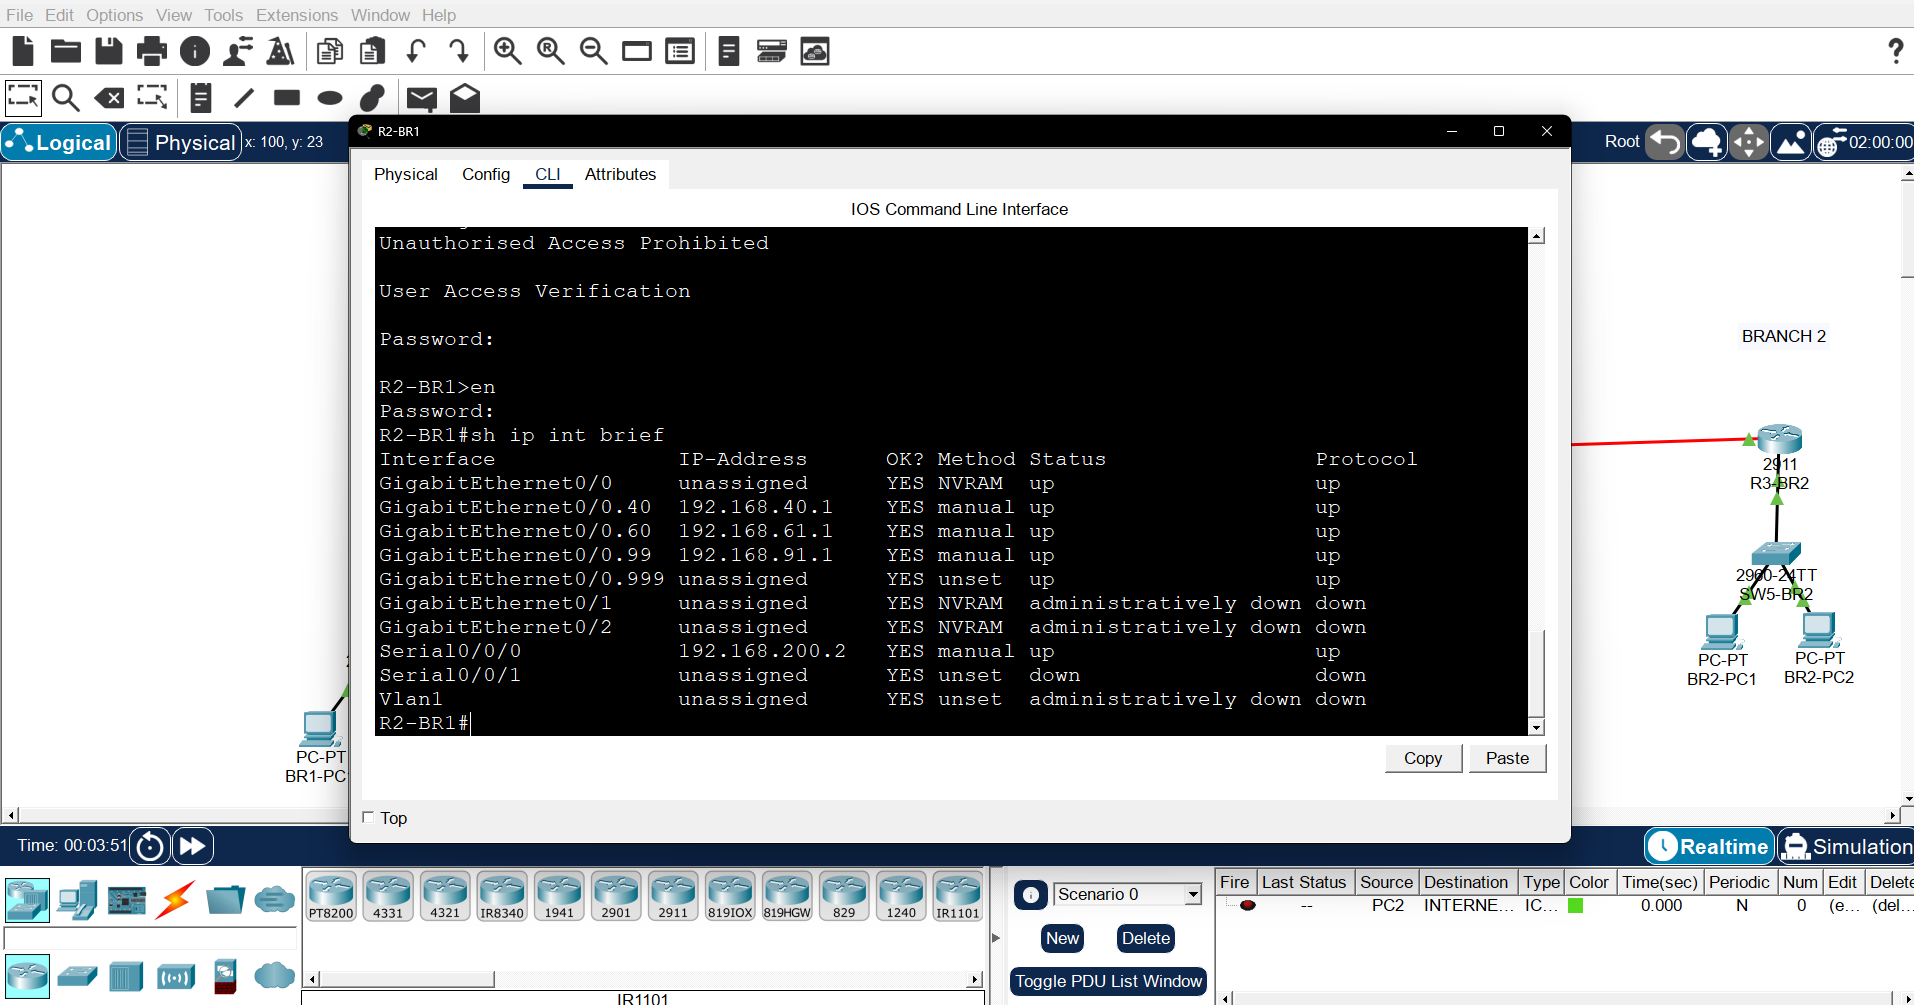 File Edit Options View Tools Extensions Window Help
Logical Physical x: 100, y: 23
Root 02:00:00
R2-BR1
Physical Config CLI Attributes
IOS Command Line Interface
Unauthorised Access Prohibited
User Access Verification
Password:
R2-BR1>en
Password:
R2-BR1#sh ip int brief
Interface IP-Address OK? Method Status Protocol
GigabitEthernet0/0 unassigned YES NVRAM up up
GigabitEthernet0/0.40 192.168.40.1 YES manual up up
GigabitEthernet0/0.60 192.168.61.1 YES manual up up
GigabitEthernet0/0.99 192.168.91.1 YES manual up up
GigabitEthernet0/0.999 unassigned YES unset up up
GigabitEthernet0/1 unassigned YES NVRAM administratively down down
GigabitEthernet0/2 unassigned YES NVRAM administratively down down
Serial0/0/0 192.168.200.2 YES manual up up
Serial0/0/1 unassigned YES unset down down
Vlan1 unassigned YES unset administratively down down
R2-BR1#
Copy Paste
Top
BRANCH 2
2911
R3-BR2
2960-24TT
SW5-BR2
PC-PT
BR2-PC1
PC-PT
BR2-PC2
PC-PT
BR1-PC
Time: 00:03:51
Realtime Simulation
PT8200 4331 4321 IR8340 1941 2901 2911 819IOX 819HGW 829 1240 IR1101
IR1101
Scenario 0
New Delete
Toggle PDU List Window
Fire Last Status Source Destination Type Color Time(sec) Periodic Num Edit Delete
-- PC2 INTERNE... IC... 0.000 N 0 (e... (del...